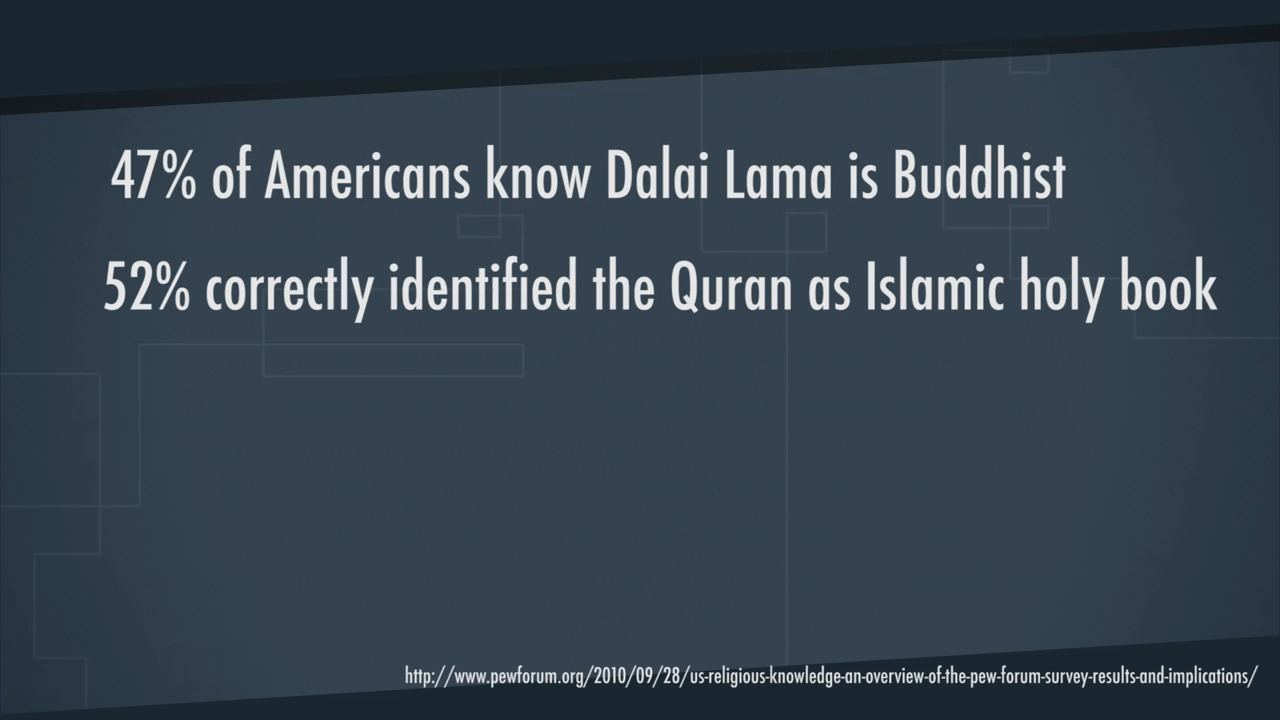 47% of Americans know Dalai Lama is Buddhist
52% correctly identified the Quran as Islamic holy book
http://www.pewforum.org/2010/09/28/us-religious-knowledge-an-overview-of-the-pew-forum-survey-results-and-implications/